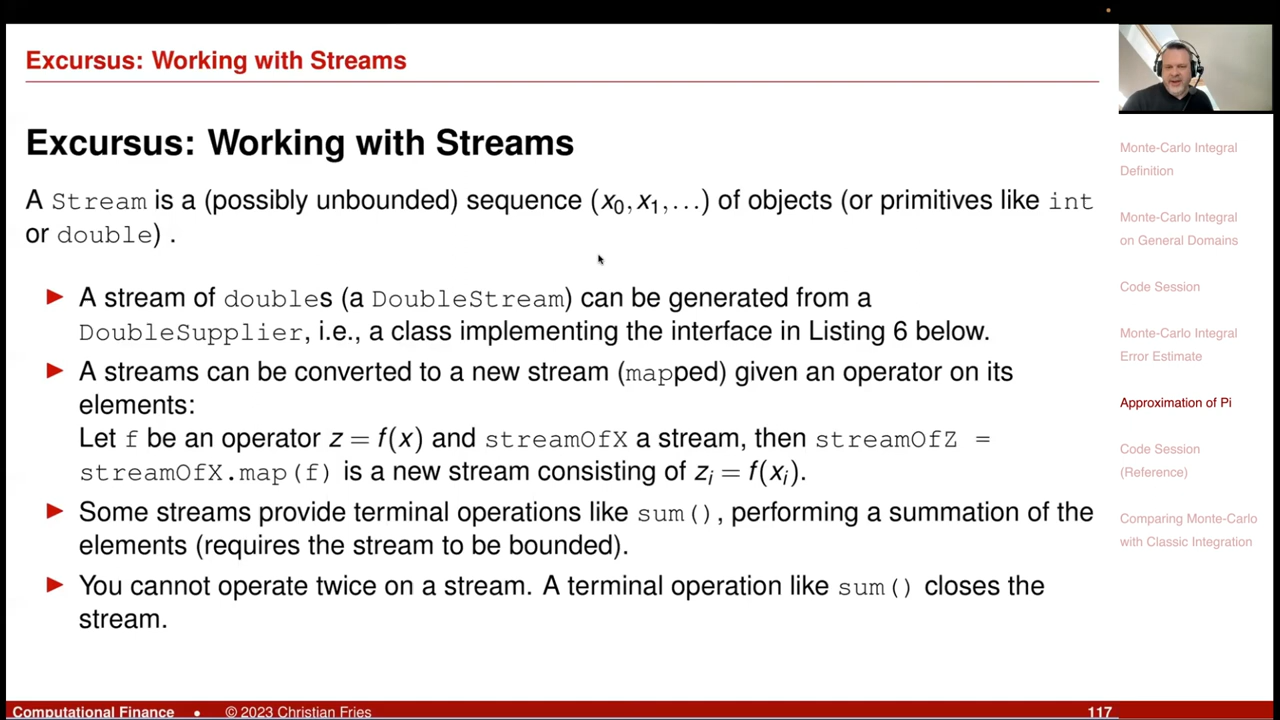 Excursus: Working with Streams
Excursus: Working with Streams
A Stream is a (possibly unbounded) sequence (x₀,x₁,...) of objects (or primitives like int
or double) .
► A stream of doubles (a DoubleStream) can be generated from a
DoubleSupplier, i.e., a class implementing the interface in Listing 6 below.
► A streams can be converted to a new stream (mapped) given an operator on its
elements:
Let f be an operator z = f(x) and streamOfX a stream, then streamOfZ =
streamOfX.map(f) is a new stream consisting of zᵢ = f(xᵢ).
► Some streams provide terminal operations like sum(), performing a summation of the
elements (requires the stream to be bounded).
► You cannot operate twice on a stream. A terminal operation like sum() closes the
stream.
Monte-Carlo Integral
Definition
Monte-Carlo Integral
on General Domains
Code Session
Monte-Carlo Integral
Error Estimate
Approximation of Pi
Code Session
(Reference)
Comparing Monte-Carlo
with Classic Integration
Computational Finance • © 2023 Christian Fries 117